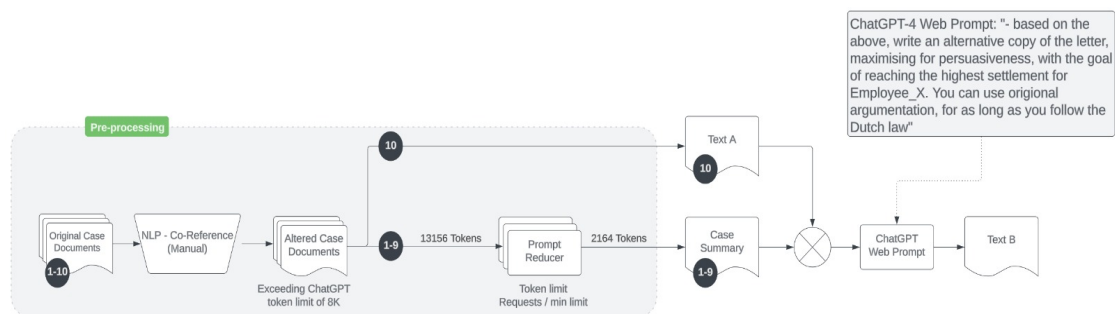 ChatGPT-4 Web Prompt: "- based on the
above, write an alternative copy of the letter,
maximising for persuasiveness, with the goal
of reaching the highest settlement for
Employee_X. You can use origional
argumentation, for as long as you follow the
Dutch law"
Pre-processing
10
Text A
10
Original Case
Documents
1-10
NLP - Co-Reference
(Manual)
Altered Case
Documents
Exceeding ChatGPT
token limit of 8K
1-9
13156 Tokens
Prompt
Reducer
Token limit
Requests / min limit
2164 Tokens
Case
Summary
1-9
ChatGPT
Web Prompt
Text B